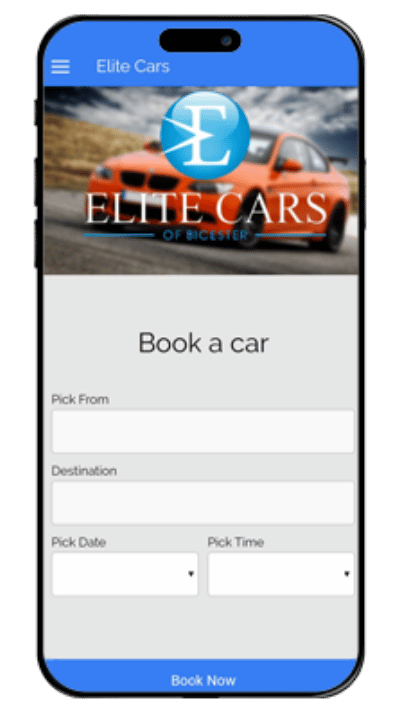 Elite Cars
E
ELITE CARS
OF BICESTER
Book a car
Pick From
Destination
Pick Date
Pick Time
Book Now